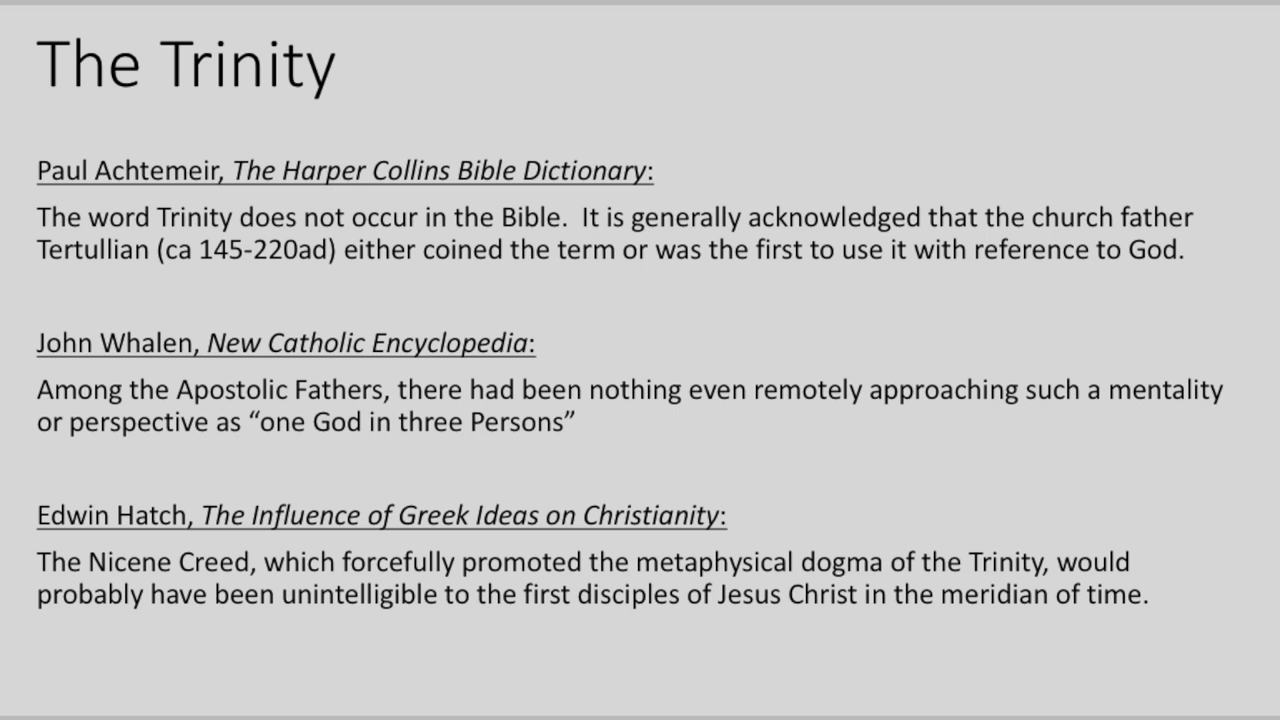 The Trinity
Paul Achtemeir, The Harper Collins Bible Dictionary:
The word Trinity does not occur in the Bible.  It is generally acknowledged that the church father
Tertullian (ca 145-220ad) either coined the term or was the first to use it with reference to God.
John Whalen, New Catholic Encyclopedia:
Among the Apostolic Fathers, there had been nothing even remotely approaching such a mentality
or perspective as “one God in three Persons”
Edwin Hatch, The Influence of Greek Ideas on Christianity:
The Nicene Creed, which forcefully promoted the metaphysical dogma of the Trinity, would
probably have been unintelligible to the first disciples of Jesus Christ in the meridian of time.